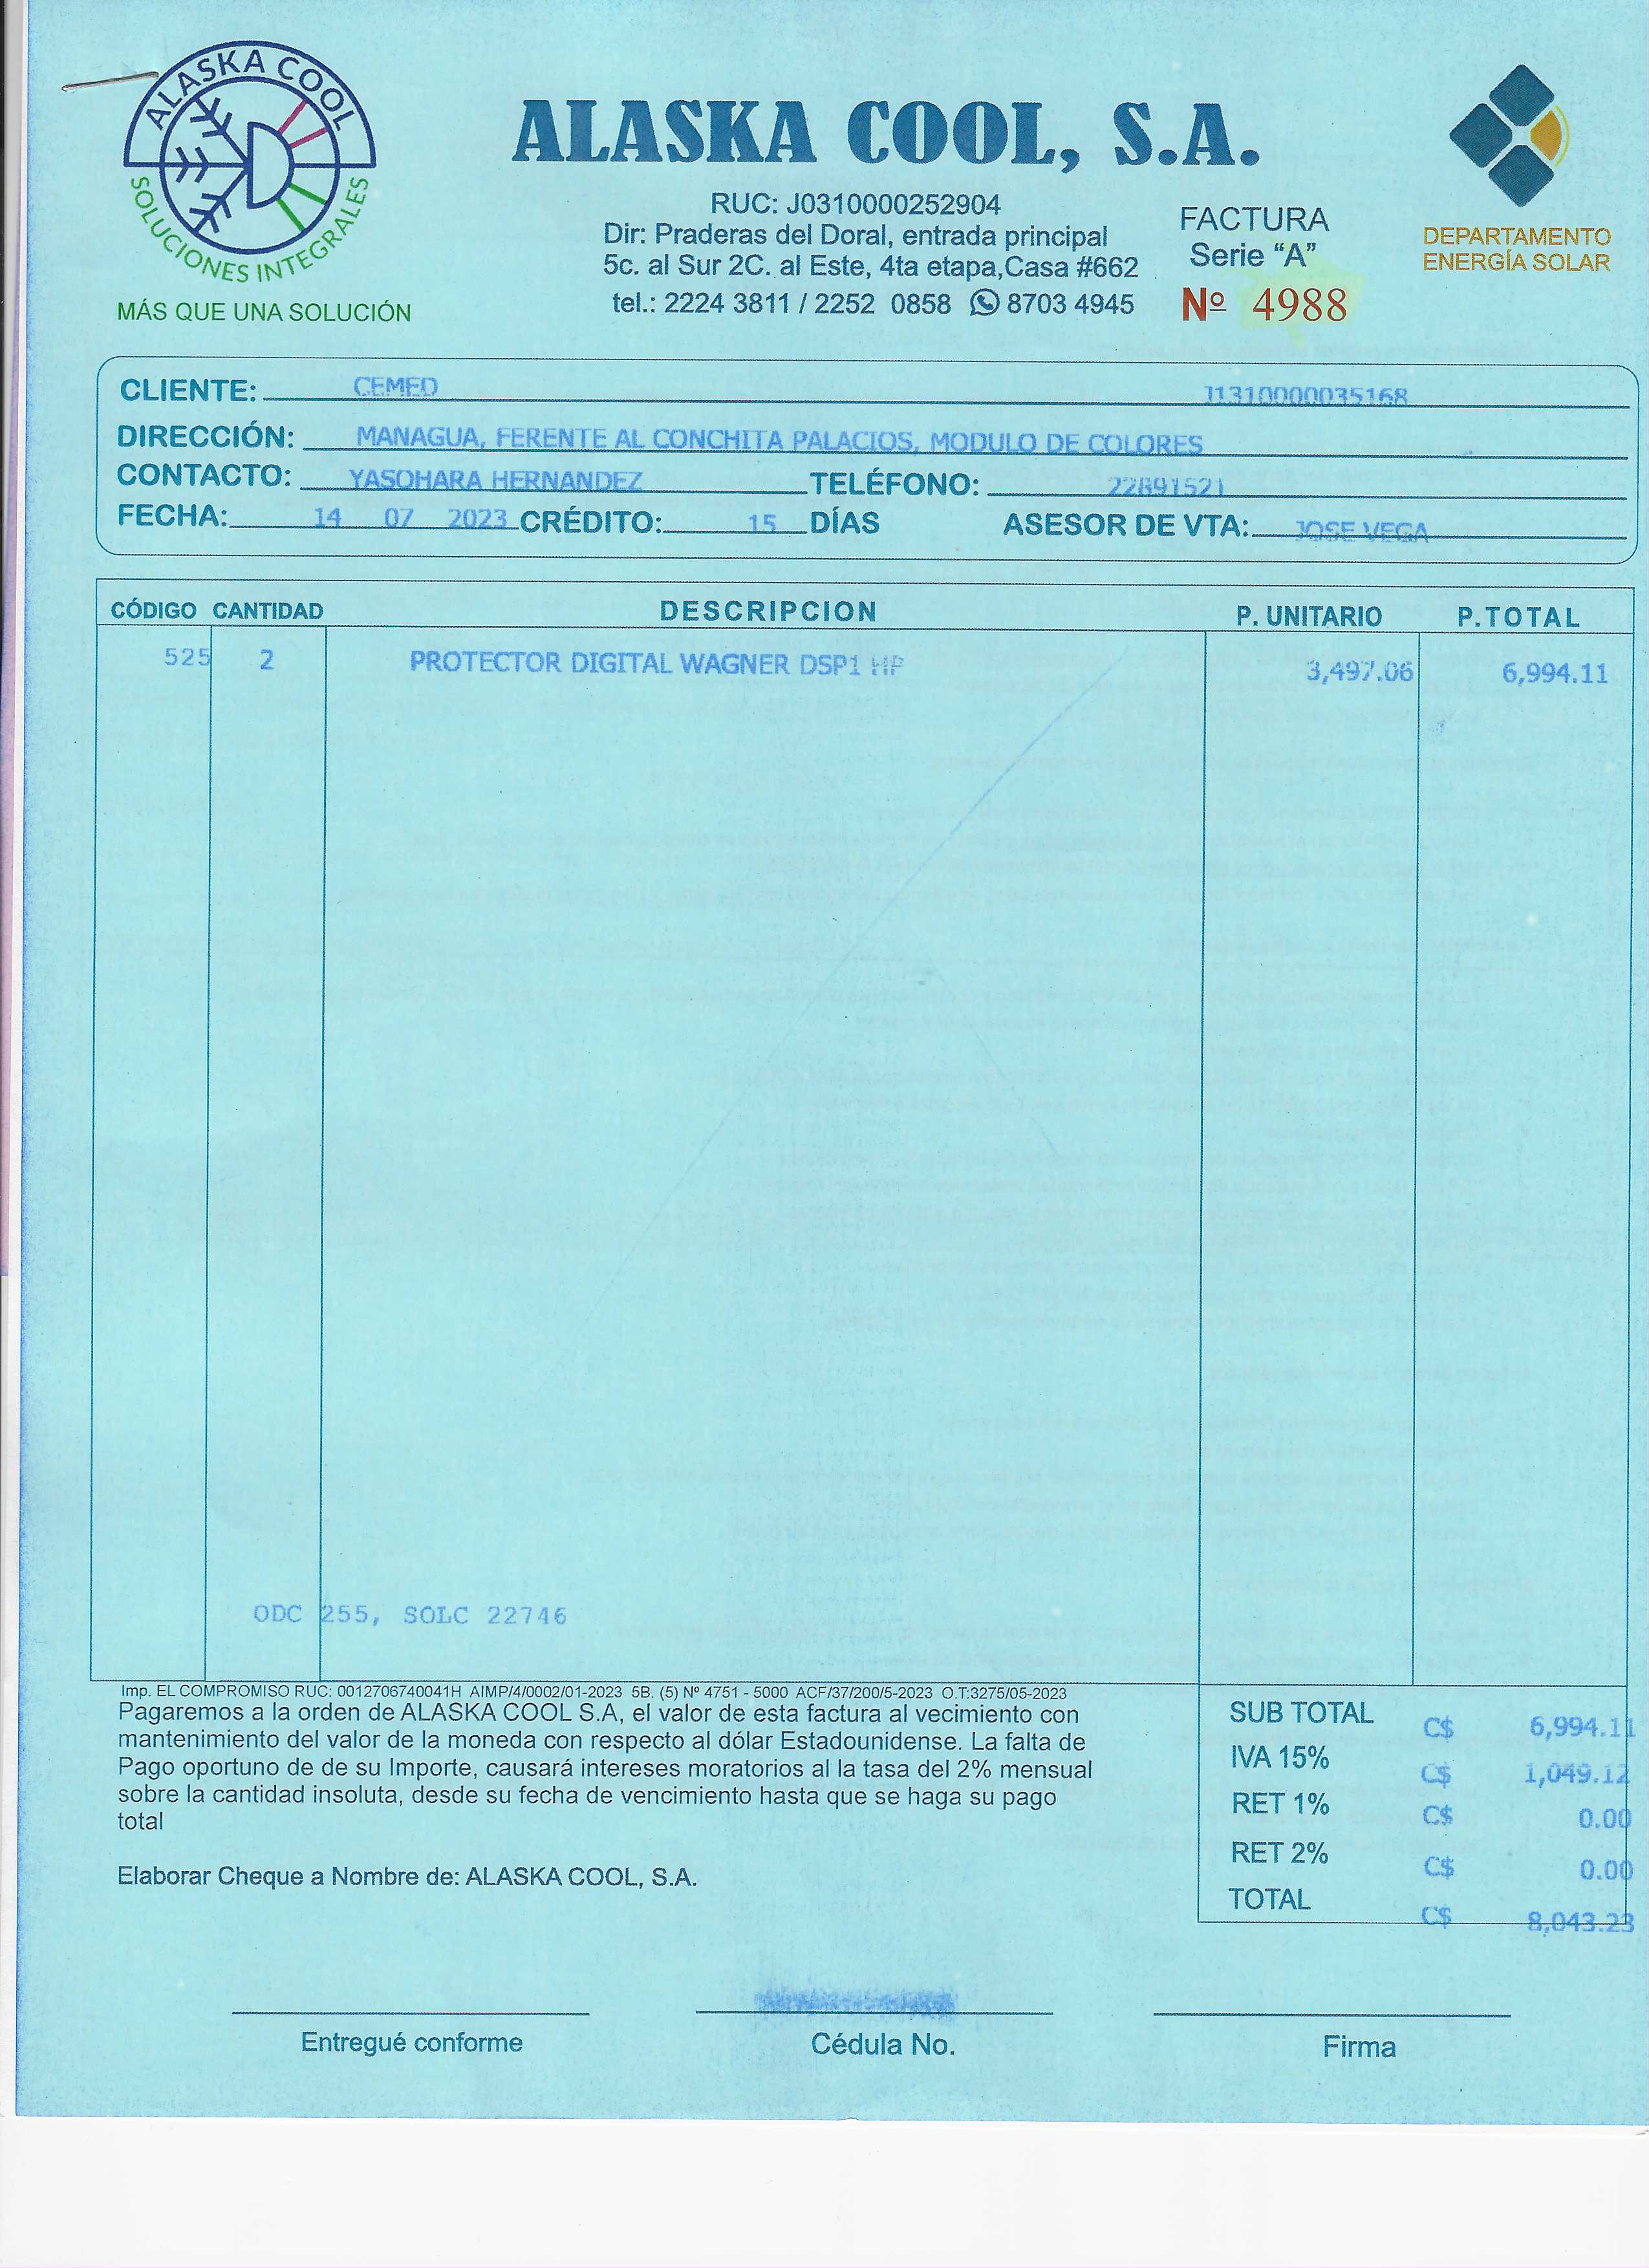 ALASKA COOL
SOLUCIONES INTEGRALES
MÁS QUE UNA SOLUCIÓN
ALASKA COOL, S.A.
RUC: J0310000252904
Dir: Praderas del Doral, entrada principal
5c. al Sur 2C. al Este, 4ta etapa,Casa #662
tel.: 2224 3811 / 2252 0858 8703 4945
FACTURA
Serie “A”
Nº 4988
DEPARTAMENTO
ENERGÍA SOLAR
CLIENTE: CEMED J1310000035168
DIRECCIÓN: MANAGUA, FERENTE AL CONCHITA PALACIOS, MODULO DE COLORES
CONTACTO: YASOHARA HERNANDEZ TELÉFONO: 22891521
FECHA: 14 07 2023 CRÉDITO: 15 DÍAS ASESOR DE VTA: JOSE VEGA
CÓDIGO CANTIDAD DESCRIPCION P. UNITARIO P.TOTAL
525 2 PROTECTOR DIGITAL WAGNER DSP1 HP 3,497.06 6,994.11
ODC 255, SOLC 22746
Imp. EL COMPROMISO RUC: 0012706740041H AIMP/4/0002/01-2023 5B. (5) Nº 4751 - 5000 ACF/37/200/5-2023 O.T:3275/05-2023
Pagaremos a la orden de ALASKA COOL S.A, el valor de esta factura al vecimiento con
mantenimiento del valor de la moneda con respecto al dólar Estadounidense. La falta de
Pago oportuno de de su Importe, causará intereses moratorios al la tasa del 2% mensual
sobre la cantidad insoluta, desde su fecha de vencimiento hasta que se haga su pago
total
Elaborar Cheque a Nombre de: ALASKA COOL, S.A.
SUB TOTAL C$ 6,994.11
IVA 15% C$ 1,049.12
RET 1% C$ 0.00
RET 2% C$ 0.00
TOTAL C$ 8,043.23
Entregué conforme
Cédula No.
Firma